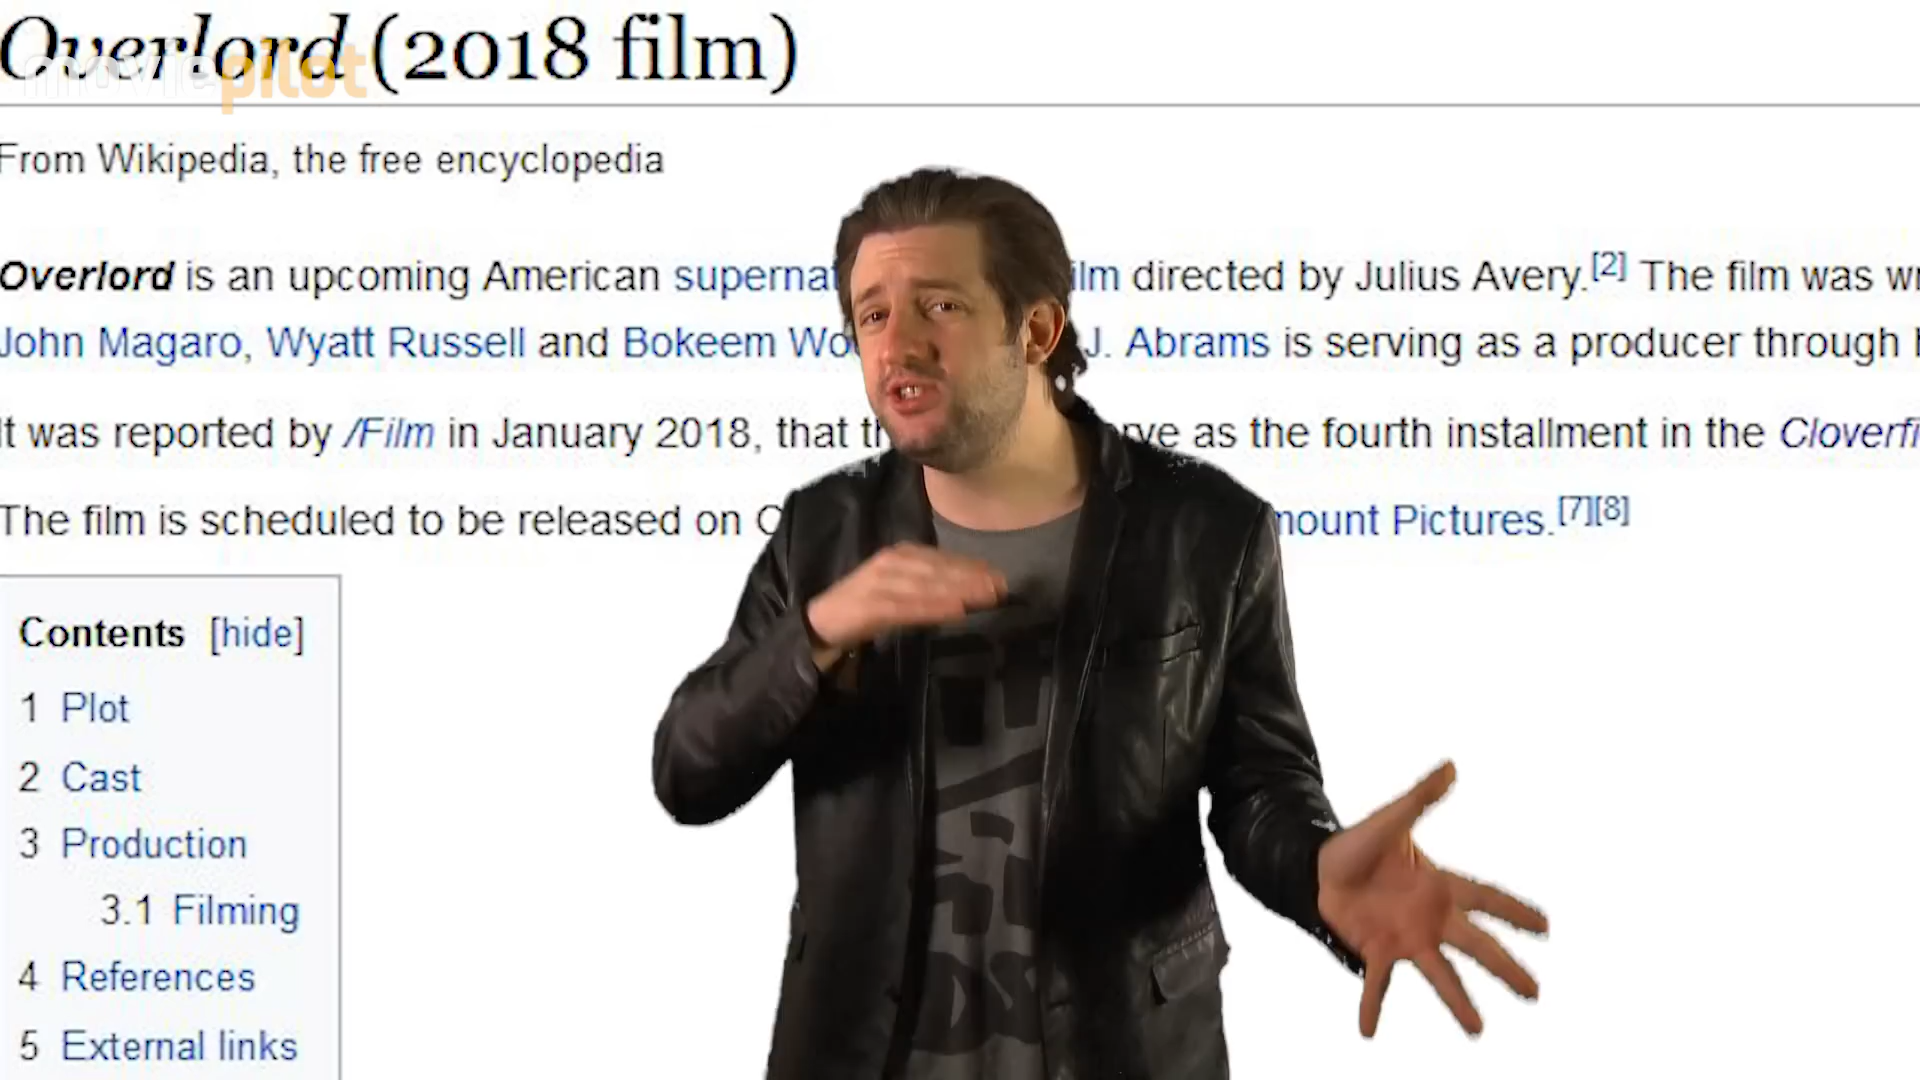 Overlord (2018 film)
moviepilot
From Wikipedia, the free encyclopedia
Overlord is an upcoming American supernat ilm directed by Julius Avery.[2] The film was wr
John Magaro, Wyatt Russell and Bokeem Wo J. Abrams is serving as a producer through
It was reported by /Film in January 2018, that th rve as the fourth installment in the Cloverfi
The film is scheduled to be released on O mount Pictures.[7][8]
Contents [hide]
1 Plot
2 Cast
3 Production
3.1 Filming
4 References
5 External links